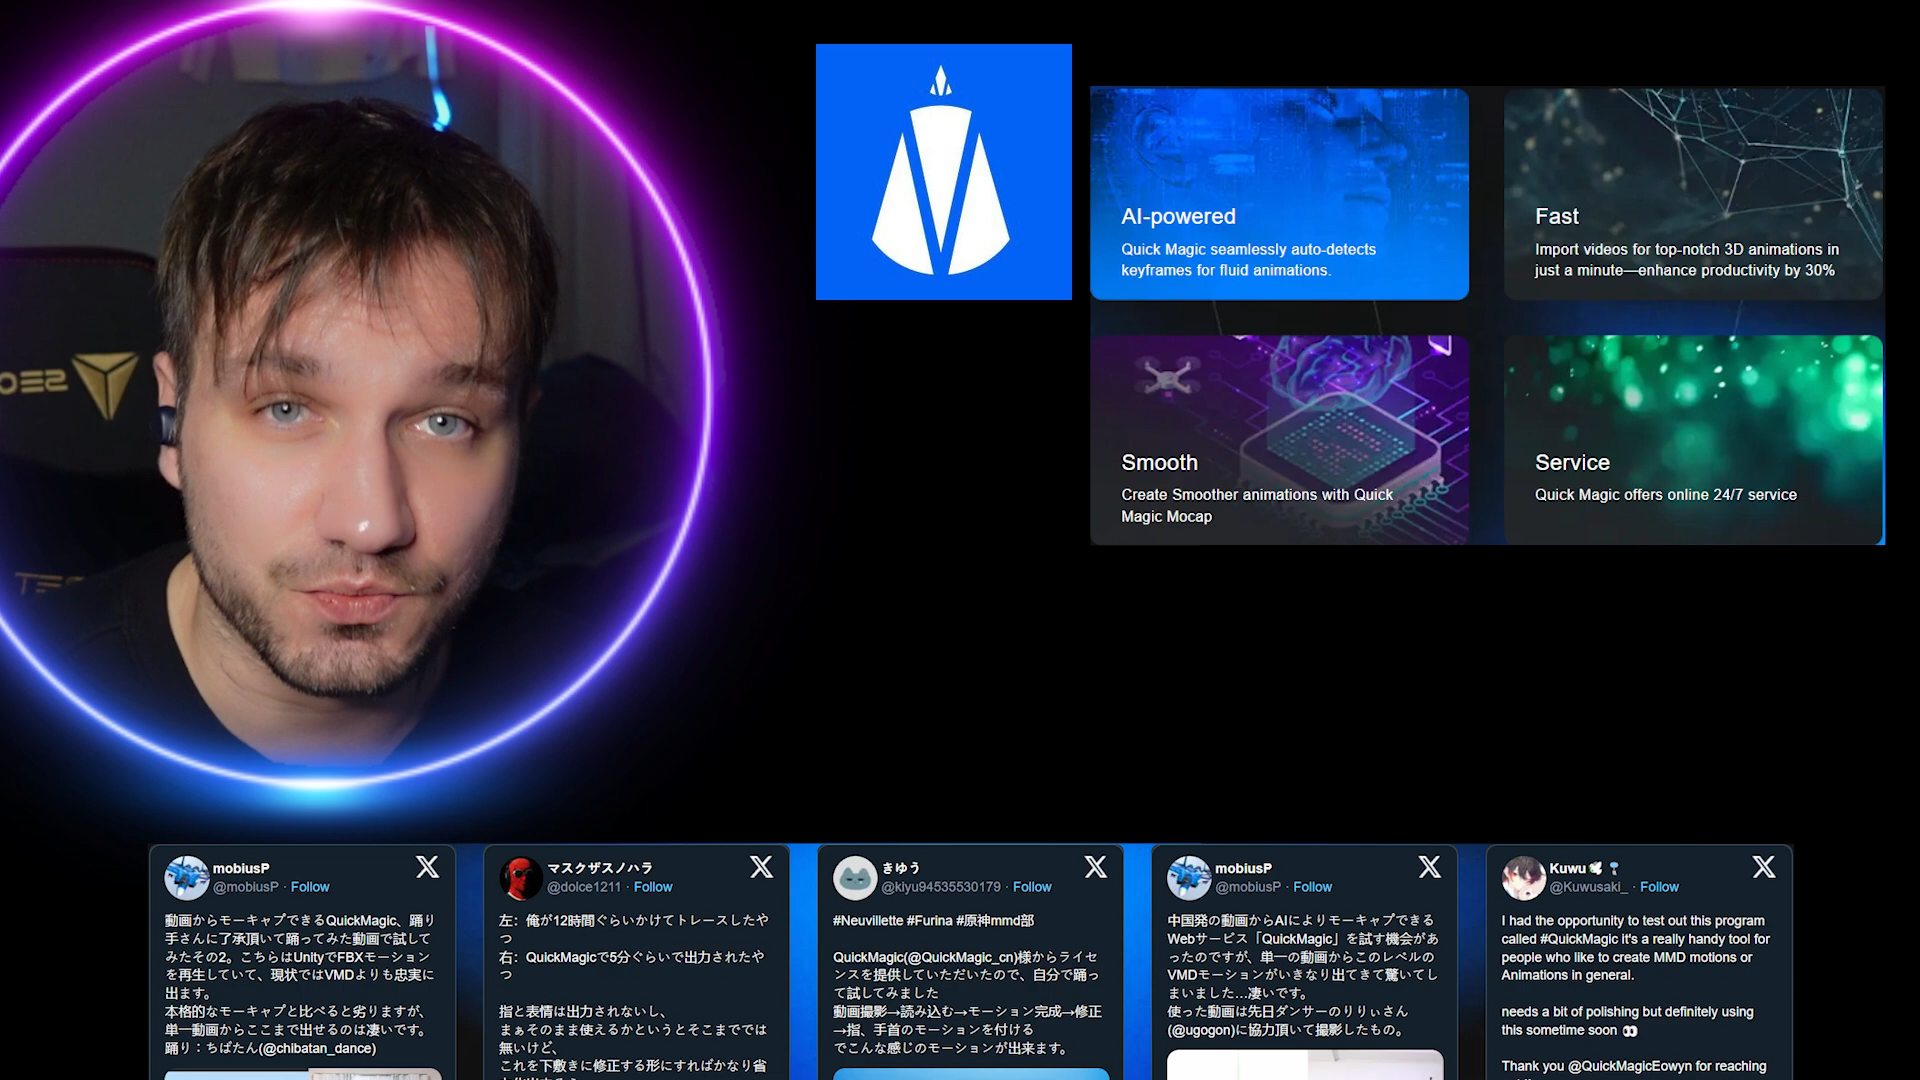 AI-powered
Quick Magic seamlessly auto-detects
keyframes for fluid animations.
Fast
Import videos for top-notch 3D animations in
just a minute—enhance productivity by 30%
Smooth
Create Smoother animations with Quick
Magic Mocap
Service
Quick Magic offers online 24/7 service
mobiusP
@mobiusP · Follow
動画からモーキャプできるQuickMagic、踊り
手さんに了承頂いて踊ってみた動画で試して
みたその2。こちらはUnityでFBXモーション
を再生していて、現状ではVMDよりも忠実に
出ます。
本格的なモーキャプと比べると劣りますが、
単一動画からここまで出せるのは凄いです。
踊り：ちばたん(@chibatan_dance)
マスクザスノハラ
@dolce1211 · Follow
左：俺が12時間ぐらいかけてトレースしたや
つ
右：QuickMagicで5分ぐらいで出力されたや
つ
指と表情は出力されないし、
まぁそのまま使えるかというとそこまでは
無いけど、
これを下敷きに修正する形にすればかなり省
きゆう
@kiyu94535530179 · Follow
#Neuvillette #Furina #原神mmd部
QuickMagic(@QuickMagic_cn)様からライセ
ンスを提供していただいたので、自分で踊っ
て試してみました
動画撮影→読み込む→モーション完成→修正
→指、手首のモーションを付ける
でこんな感じのモーションが出来ます。
mobiusP
@mobiusP · Follow
中国発の動画からAIによりモーキャプできる
Webサービス「QuickMagic」を試す機会があ
ったのですが、単一の動画からこのレベルの
VMDモーションがいきなり出てきて驚いてし
まいました…凄いです。
使った動画は先日ダンサーのりりぃさん
(@ugogon)に協力頂いて撮影したもの。
Kuwu
@Kuwusaki_ · Follow
I had the opportunity to test out this program
called #QuickMagic it's a really handy tool for
people who like to create MMD motions or
Animations in general.
needs a bit of polishing but definitely using
this sometime soon 👀
Thank you @QuickMagicEowyn for reaching